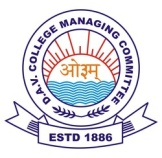 D.A.V. COLLEGE MANAGING COMMITTEE
ओ३म्
ESTD 1886